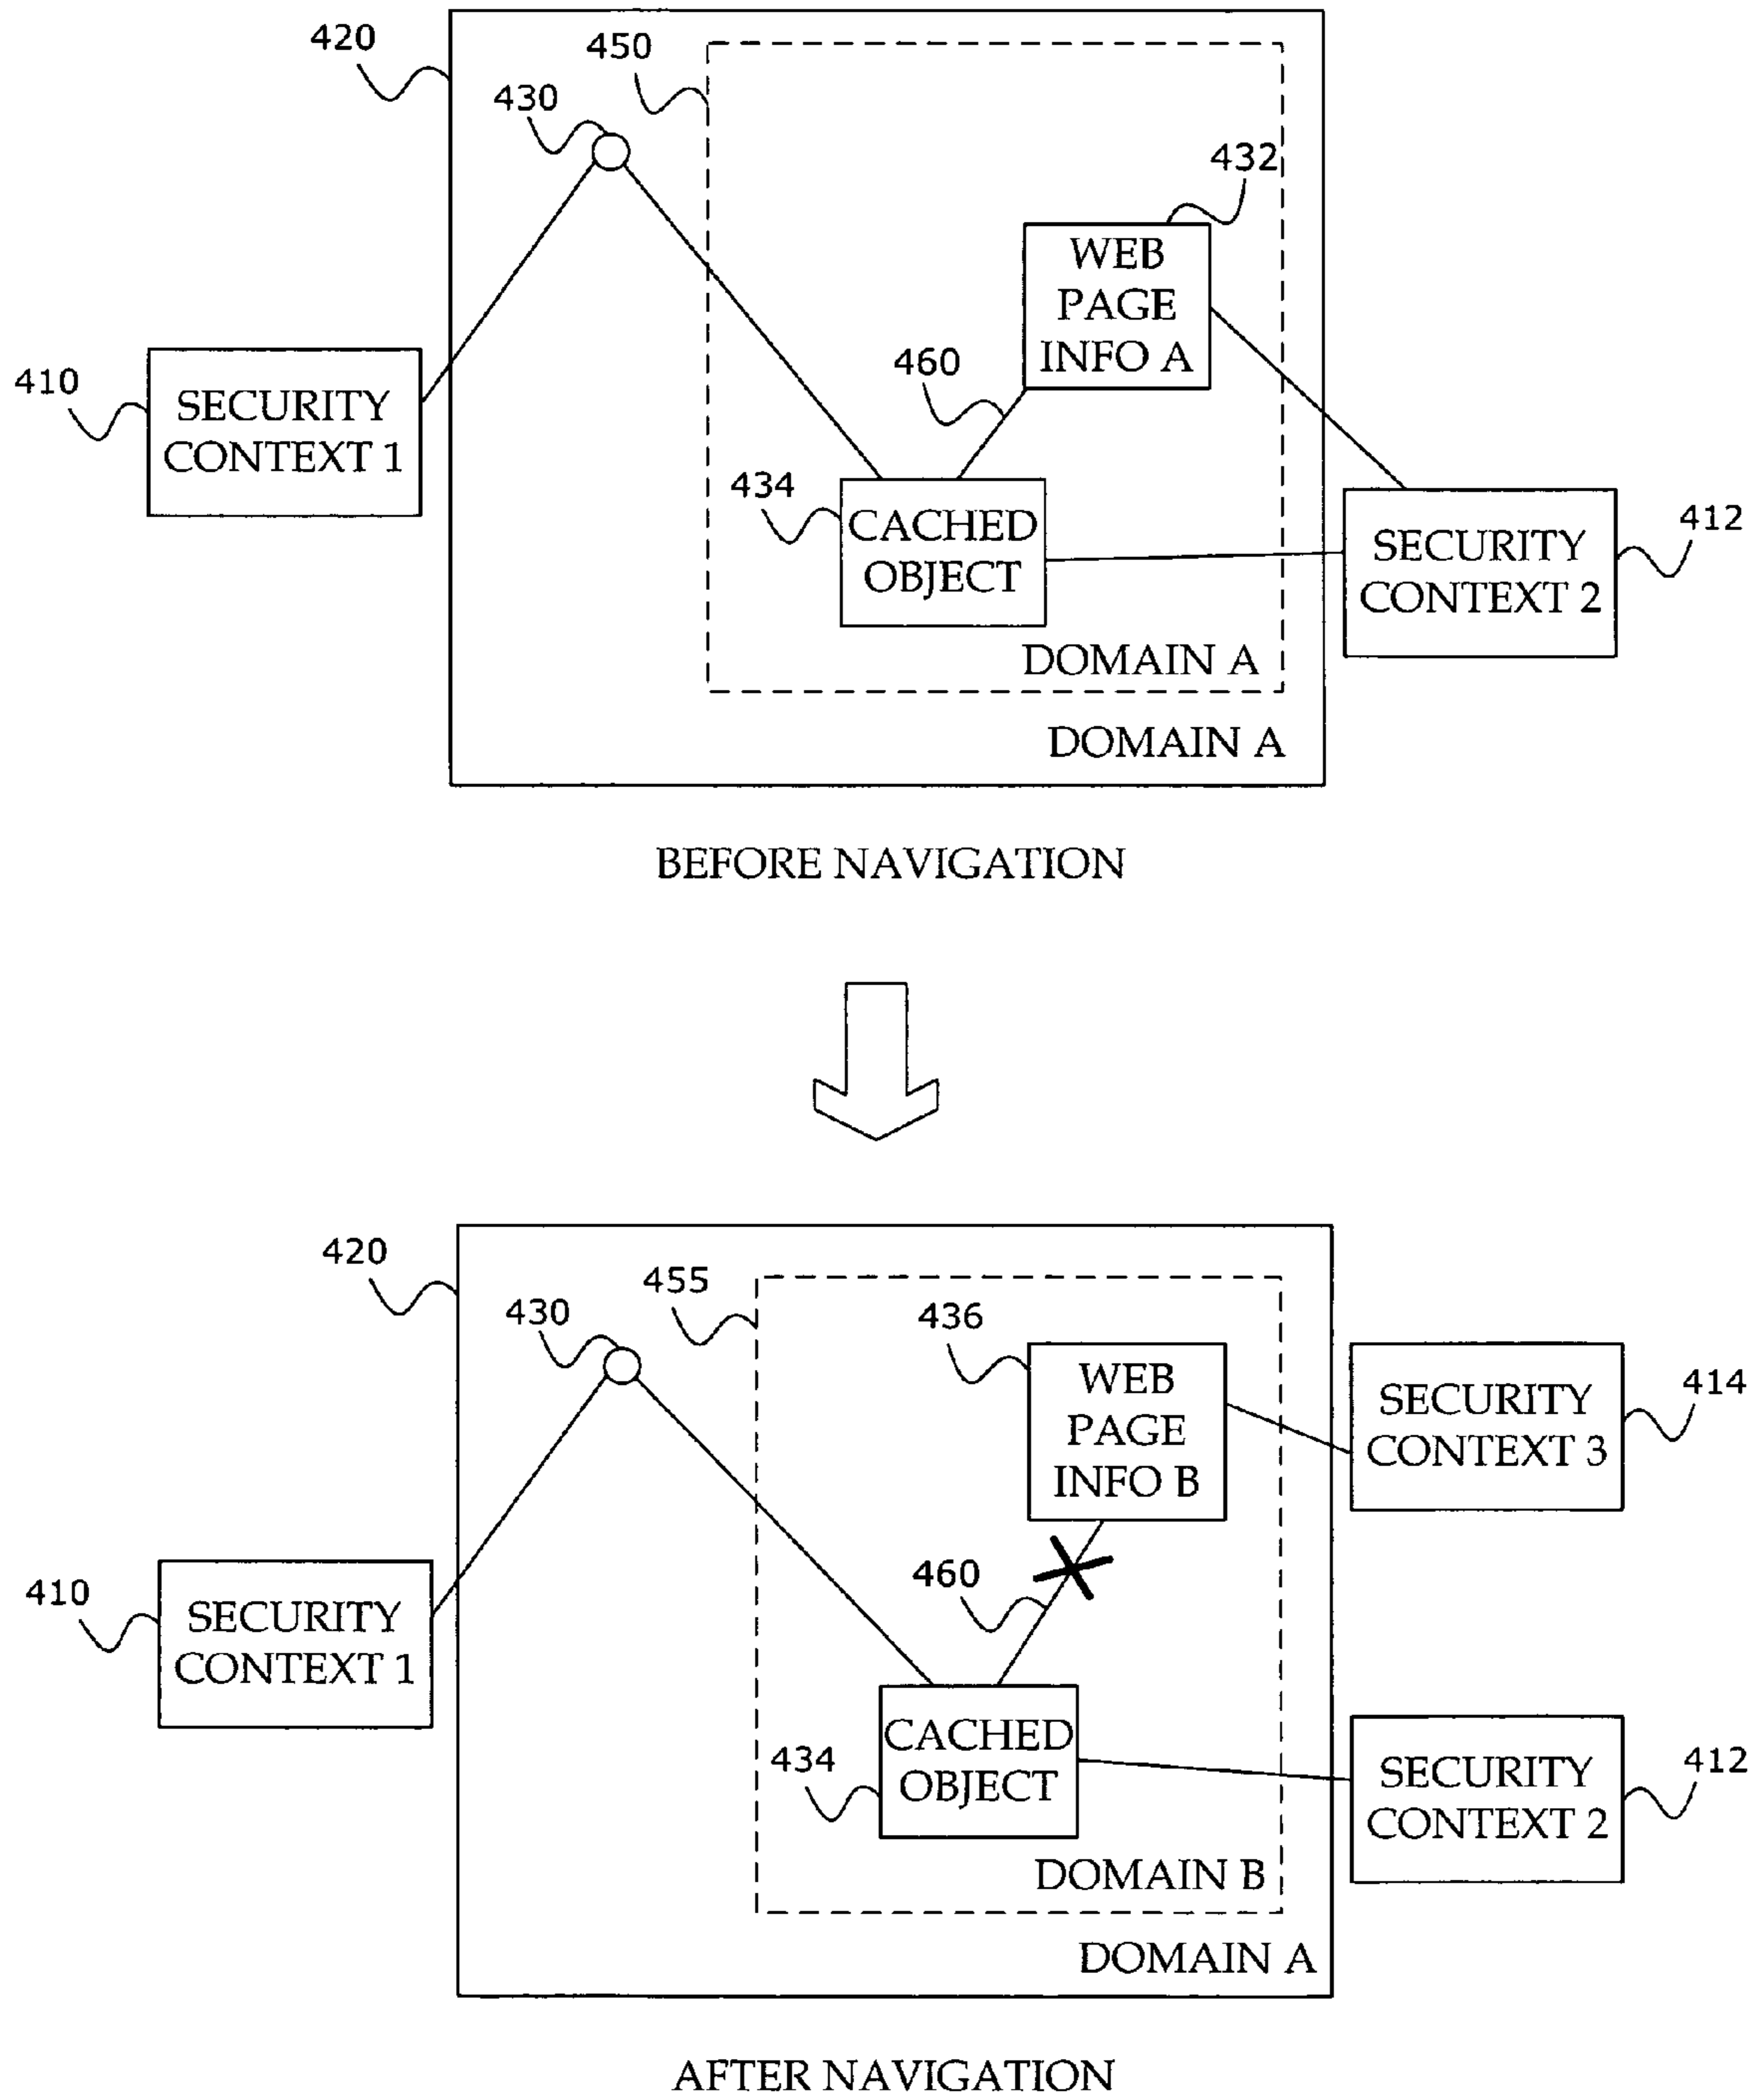 420
450
430
432
WEB
PAGE
INFO A
460
410
SECURITY
CONTEXT 1
434
CACHED
OBJECT
412
SECURITY
CONTEXT 2
DOMAIN A
DOMAIN A
BEFORE NAVIGATION
420
455
430
436
WEB
PAGE
INFO B
414
SECURITY
CONTEXT 3
460
410
SECURITY
CONTEXT 1
434
CACHED
OBJECT
412
SECURITY
CONTEXT 2
DOMAIN B
DOMAIN A
AFTER NAVIGATION